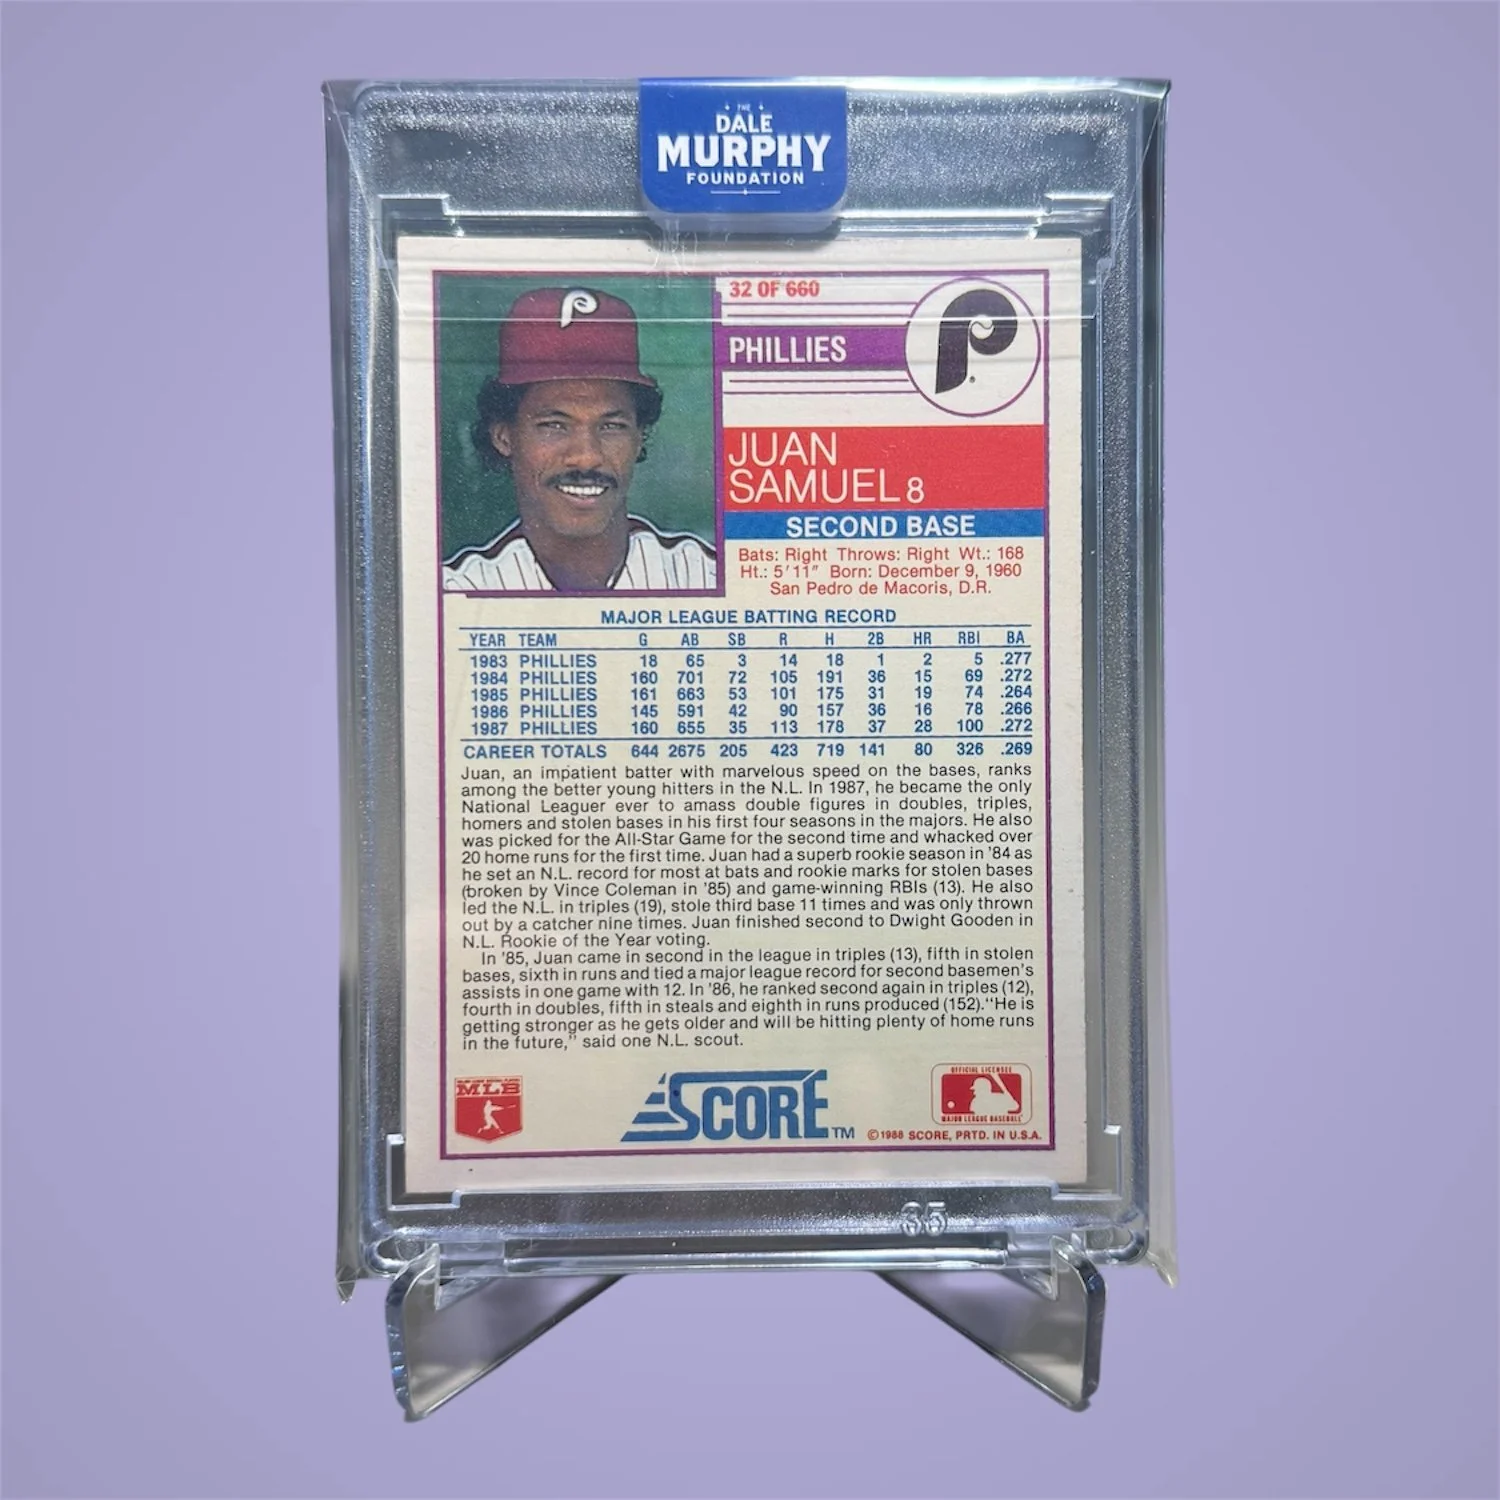 THE
DALE
MURPHY
FOUNDATION
P
32 OF 660
PHILLIES
P
JUAN
SAMUEL 8
SECOND BASE
Bats: Right Throws: Right Wt.: 168
Ht.: 5'11" Born: December 9, 1960
San Pedro de Macoris, D.R.
MAJOR LEAGUE BATTING RECORD
YEAR TEAM G AB SB R H 2B HR RBI BA
1983 PHILLIES 18 65 3 14 18 1 2 5 .277
1984 PHILLIES 160 701 72 105 191 36 15 69 .272
1985 PHILLIES 161 663 53 101 175 31 19 74 .264
1986 PHILLIES 145 591 42 90 157 36 16 78 .266
1987 PHILLIES 160 655 35 113 178 37 28 100 .272
CAREER TOTALS 644 2675 205 423 719 141 80 326 .269
Juan, an impatient batter with marvelous speed on the bases, ranks
among the better young hitters in the N.L. In 1987, he became the only
National Leaguer ever to amass double figures in doubles, triples,
homers and stolen bases in his first four seasons in the majors. He also
was picked for the All-Star Game for the second time and whacked over
20 home runs for the first time. Juan had a superb rookie season in '84 as
he set an N.L. record for most at bats and rookie marks for stolen bases
(broken by Vince Coleman in '85) and game-winning RBIs (13). He also
led the N.L. in triples (19), stole third base 11 times and was only thrown
out by a catcher nine times. Juan finished second to Dwight Gooden in
N.L. Rookie of the Year voting.
In '85, Juan came in second in the league in triples (13), fifth in stolen
bases, sixth in runs and tied a major league record for second basemen's
assists in one game with 12. In '86, he ranked second again in triples (12),
fourth in doubles, fifth in steals and eighth in runs produced (152). "He is
getting stronger as he gets older and will be hitting plenty of home runs
in the future," said one N.L. scout.
MLB
SCORE TM
OFFICIAL LICENSEE
MAJOR LEAGUE BASEBALL
©1988 SCORE, PRTD. IN U.S.A.
35